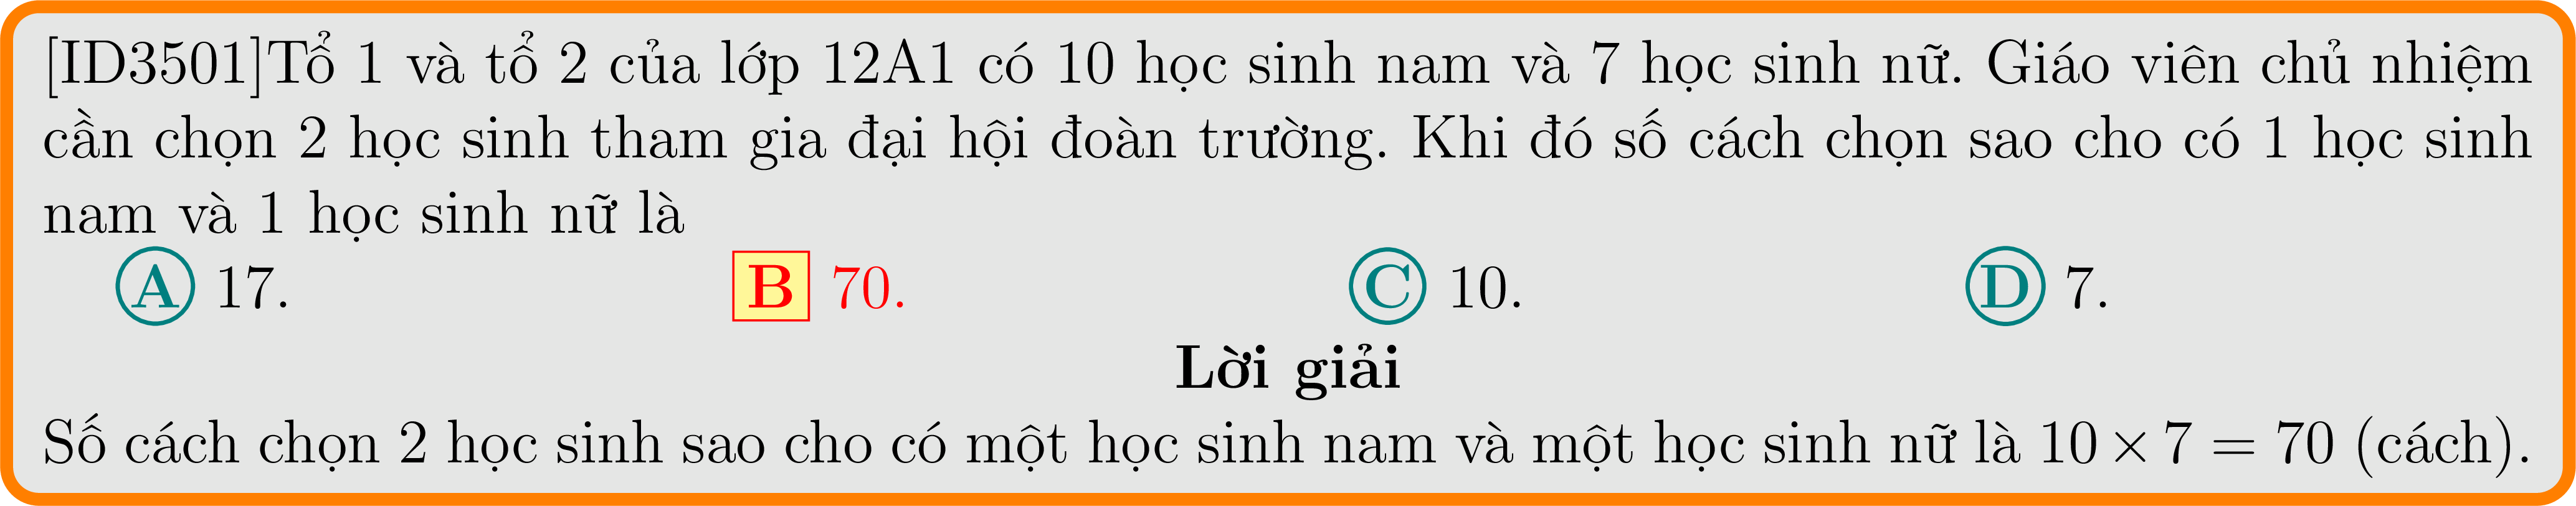 [ID3501]Tổ 1 và tổ 2 của lớp 12A1 có 10 học sinh nam và 7 học sinh nữ. Giáo viên chủ nhiệm
cần chọn 2 học sinh tham gia đại hội đoàn trường. Khi đó số cách chọn sao cho có 1 học sinh
nam và 1 học sinh nữ là
A 17. B 70. C 10. D 7.
Lời giải
Số cách chọn 2 học sinh sao cho có một học sinh nam và một học sinh nữ là 10 × 7 = 70 (cách).